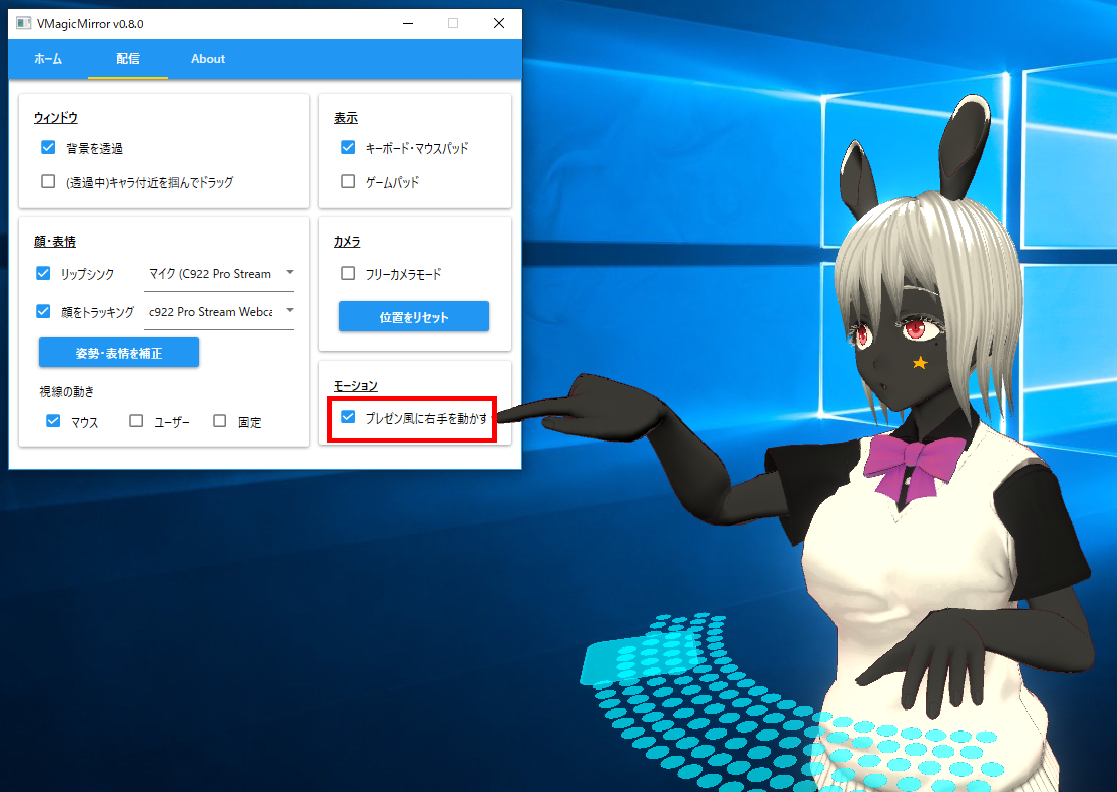 VMagicMirror v0.8.0
ホーム 配信 About
ウィンドウ
背景を透過
(透過中)キャラ付近を掴んでドラッグ
表示
キーボード・マウスパッド
ゲームパッド
顔・表情
リップシンク マイク (C922 Pro Stream
顔をトラッキング c922 Pro Stream Webca
姿勢・表情を補正
視線の動き
マウス ユーザー 固定
カメラ
フリーカメラモード
位置をリセット
モーション
プレゼン風に右手を動かす